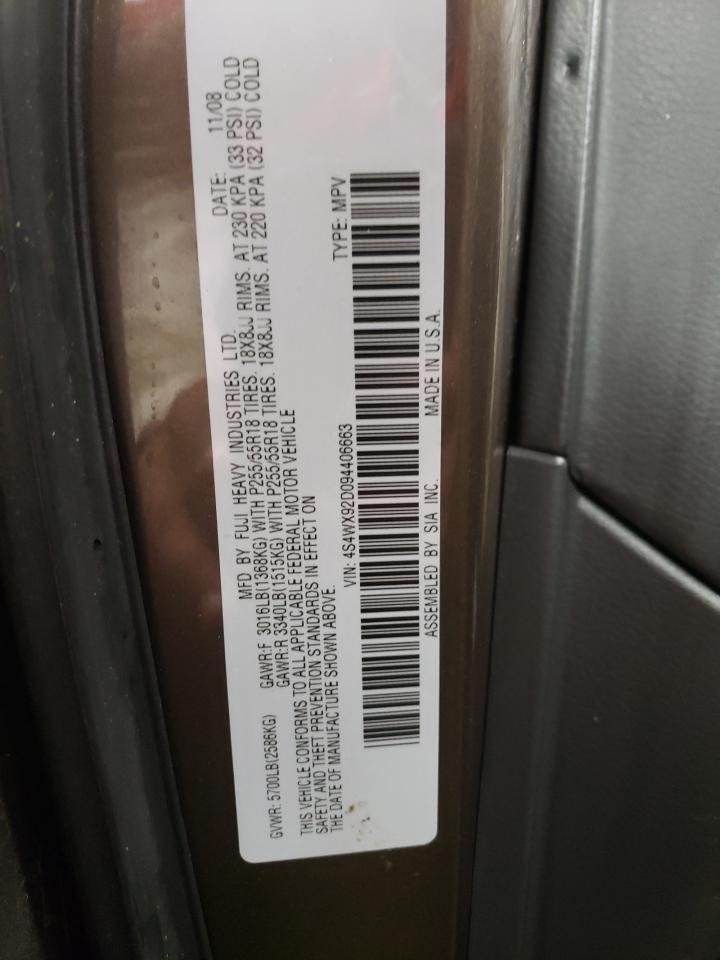 MFD BY FUJI HEAVY INDUSTRIES LTD. DATE: 11/08
GVWR: 5700LB(2586KG) GAWR:F 3016LB(1368KG) WITH P255/55R18 TIRES. 18X8JJ RIMS. AT 230 KPA (33 PSI) COLD
GAWR:R 3340LB(1515KG) WITH P255/55R18 TIRES. 18X8JJ RIMS. AT 220 KPA (32 PSI) COLD
THIS VEHICLE CONFORMS TO ALL APPLICABLE FEDERAL MOTOR VEHICLE
SAFETY AND THEFT PREVENTION STANDARDS IN EFFECT ON
THE DATE OF MANUFACTURE SHOWN ABOVE.
VIN: 4S4WX92D094406663 TYPE: MPV
ASSEMBLED BY SIA INC. MADE IN U.S.A.